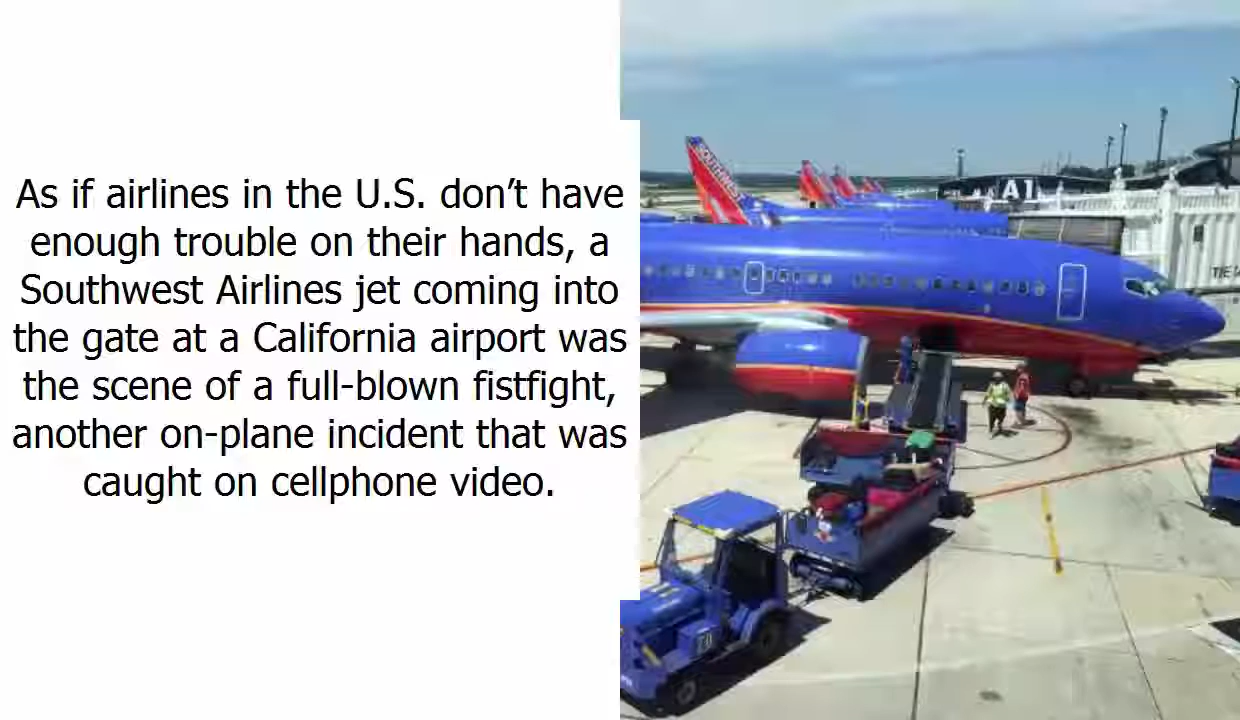 As if airlines in the U.S. don’t have
enough trouble on their hands, a
Southwest Airlines jet coming into
the gate at a California airport was
the scene of a full-blown fistfight,
another on-plane incident that was
caught on cellphone video.
SOUTHWEST
A1